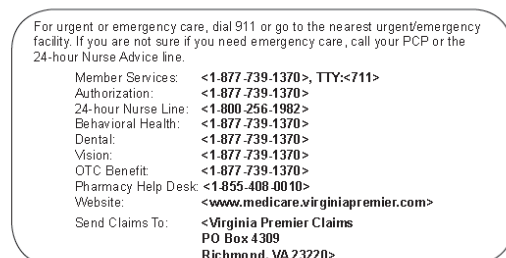 For urgent or emergency care, dial 911 or go to the nearest urgent/emergency
facility. If you are not sure if you need emergency care, call your PCP or the
24-hour Nurse Advice line.
Member Services: <1-877-739-1370>, TTY:<711>
Authorization: <1-877-739-1370>
24-hour Nurse Line: <1-800-256-1982>
Behavioral Health: <1-877-739-1370>
Dental: <1-877-739-1370>
Vision: <1-877-739-1370>
OTC Benefit: <1-877-739-1370>
Pharmacy Help Desk: <1-855-408-0010>
Website: <www.medicare.virginiapremier.com>
Send Claims To: <Virginia Premier Claims
PO Box 4309
Richmond, VA 23220>